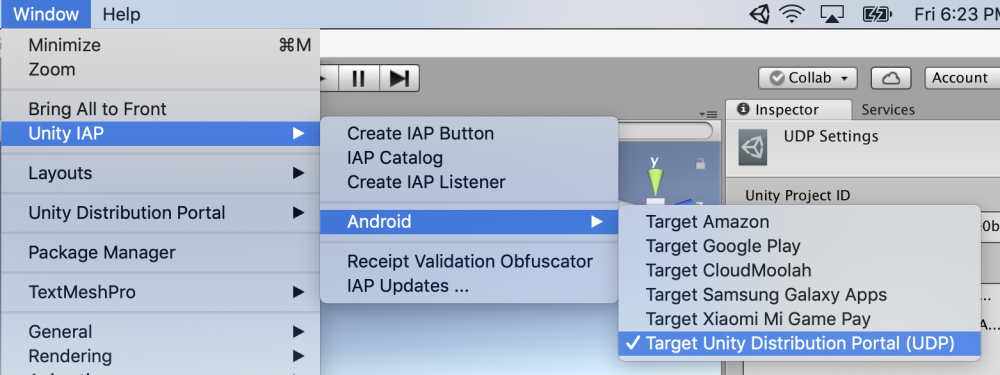 Window Help Fri 6:23 PM
Minimize ⌘M
Zoom
Bring All to Front
Unity IAP
Layouts
Unity Distribution Portal
Package Manager
TextMeshPro
General
Rendering
Create IAP Button
IAP Catalog
Create IAP Listener
Android
Receipt Validation Obfuscator
IAP Updates ...
Target Amazon
Target Google Play
Target CloudMoolah
Target Samsung Galaxy Apps
Target Xiaomi Mi Game Pay
✓ Target Unity Distribution Portal (UDP)
Collab Account
Inspector Services
UDP Settings
Unity Project ID
y